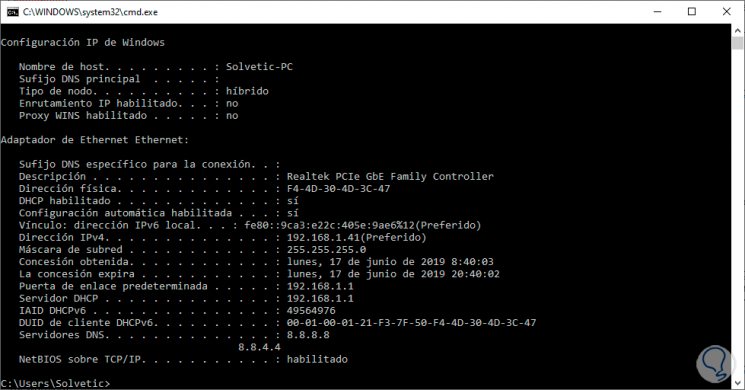 C:\WINDOWS\system32\cmd.exe
Configuración IP de Windows
Nombre de host. . . . . . . . . : Solvetic-PC
Sufijo DNS principal  . . . . . :
Tipo de nodo. . . . . . . . . . : híbrido
Enrutamiento IP habilitado. . . : no
Proxy WINS habilitado . . . . . : no
Adaptador de Ethernet Ethernet:
Sufijo DNS específico para la conexión. . :
Descripción . . . . . . . . . . . . . . . : Realtek PCIe GbE Family Controller
Dirección física. . . . . . . . . . . . . : F4-4D-30-4D-3C-47
DHCP habilitado . . . . . . . . . . . . . : sí
Configuración automática habilitada . . . : sí
Vínculo: dirección IPv6 local. . . : fe80::9ca3:e22c:405e:9ae6%12(Preferido)
Dirección IPv4. . . . . . . . . . . . . . : 192.168.1.41(Preferido)
Máscara de subred . . . . . . . . . . . . : 255.255.255.0
Concesión obtenida. . . . . . . . . . . . : lunes, 17 de junio de 2019 8:40:03
La concesión expira . . . . . . . . . . . : lunes, 17 de junio de 2019 20:40:02
Puerta de enlace predeterminada . . . . . : 192.168.1.1
Servidor DHCP . . . . . . . . . . . . . . : 192.168.1.1
IAID DHCPv6 . . . . . . . . . . . . . . . : 49564976
DUID de cliente DHCPv6. . . . . . . . . . : 00-01-00-01-21-F3-7F-50-F4-4D-30-4D-3C-47
Servidores DNS. . . . . . . . . . . . . . : 8.8.8.8
8.8.4.4
NetBIOS sobre TCP/IP. . . . . . . . . . . : habilitado
C:\Users\Solvetic>